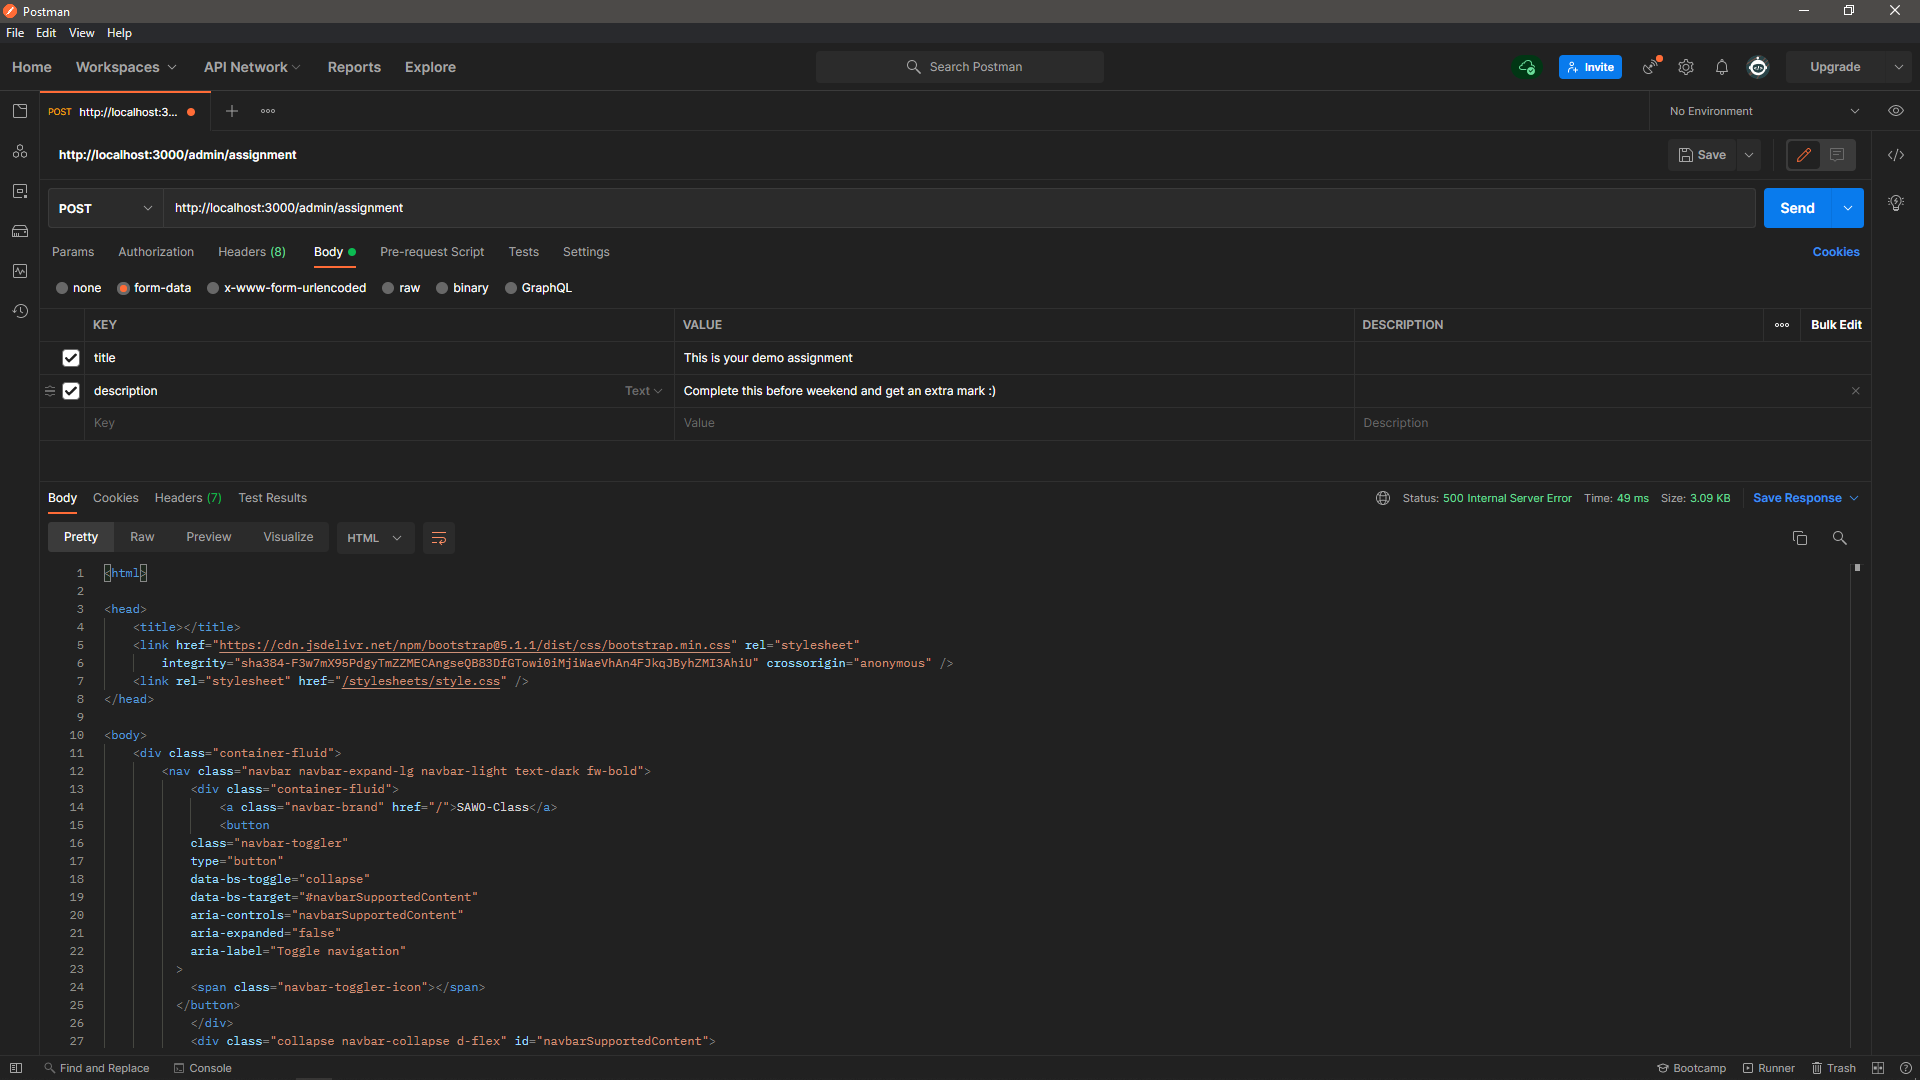 Postman
File Edit View Help
Home Workspaces API Network Reports Explore Search Postman Invite Upgrade
POST http://localhost:3... No Environment
http://localhost:3000/admin/assignment Save
POST http://localhost:3000/admin/assignment Send
Params Authorization Headers (8) Body Pre-request Script Tests Settings Cookies
none form-data x-www-form-urlencoded raw binary GraphQL
KEY VALUE DESCRIPTION Bulk Edit
title This is your demo assignment
description Text Complete this before weekend and get an extra mark :)
Key Value Description
Body Cookies Headers (7) Test Results Status: 500 Internal Server Error Time: 49 ms Size: 3.09 KB Save Response
Pretty Raw Preview Visualize HTML
1 <html>
2
3 <head>
4 <title></title>
5 <link href="https://cdn.jsdelivr.net/npm/bootstrap@5.1.1/dist/css/bootstrap.min.css" rel="stylesheet"
6 integrity="sha384-F3w7mX95PdgyTmZZMECAngseQB83DfGTowi0iMjiWaeVhAn4FJkqJByhZMI3AhiU" crossorigin="anonymous" />
7 <link rel="stylesheet" href="/stylesheets/style.css" />
8 </head>
9
10 <body>
11 <div class="container-fluid">
12 <nav class="navbar navbar-expand-lg navbar-light text-dark fw-bold">
13 <div class="container-fluid">
14 <a class="navbar-brand" href="/">SAWO-Class</a>
15 <button
16 class="navbar-toggler"
17 type="button"
18 data-bs-toggle="collapse"
19 data-bs-target="#navbarSupportedContent"
20 aria-controls="navbarSupportedContent"
21 aria-expanded="false"
22 aria-label="Toggle navigation"
23 >
24 <span class="navbar-toggler-icon"></span>
25 </button>
26 </div>
27 <div class="collapse navbar-collapse d-flex" id="navbarSupportedContent">
Find and Replace Console Bootcamp Runner Trash